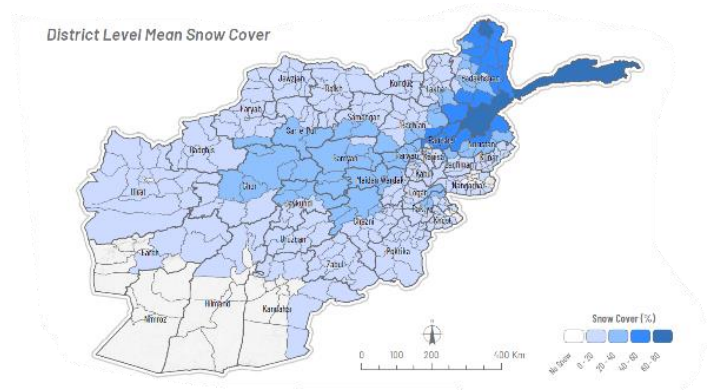 District Level Mean Snow Cover
Jawzjan
Balkh
Kunduz
Takhar
Badakhshan
Faryab
Samangan
Baghlan
Sar-e-Pul
Panjsher
Nuristan
Badghis
Bamyan
Parwan
Kapisa
Kunar
Laghman
Hirat
Ghor
Maidan Wardak
Kabul
Nangarhar
Logar
Daykundi
Paktya
Ghazni
Khost
Uruzgan
Farah
Paktika
Zabul
Nimroz
Hilmand
Kandahar
N
Snow Cover (%)
No Snow
0 - 20
20 - 40
40 - 60
60 - 80
0 100 200 400 Km